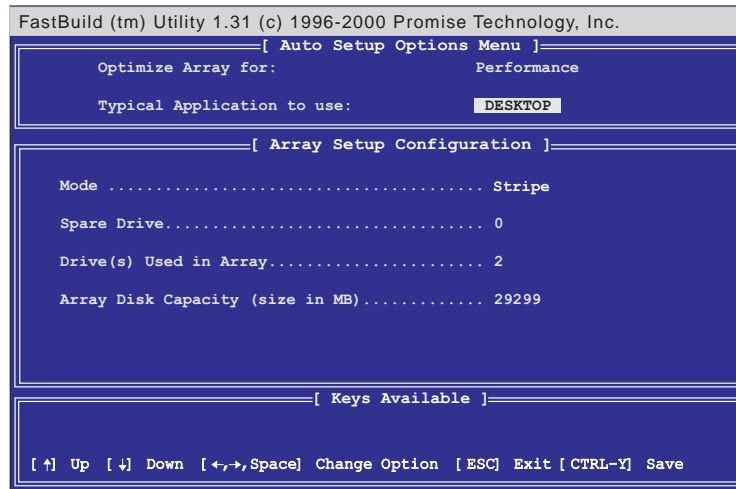 FastBuild (tm) Utility 1.31 (c) 1996-2000 Promise Technology, Inc.
[ Auto Setup Options Menu ]
Optimize Array for: Performance
Typical Application to use: DESKTOP
[ Array Setup Configuration ]
Mode ....................................... Stripe
Spare Drive................................. 0
Drive(s) Used in Array...................... 2
Array Disk Capacity (size in MB)............. 29299
[ Keys Available ]
[↑] Up [↓] Down [←,→,Space] Change Option [ESC] Exit [CTRL-Y] Save